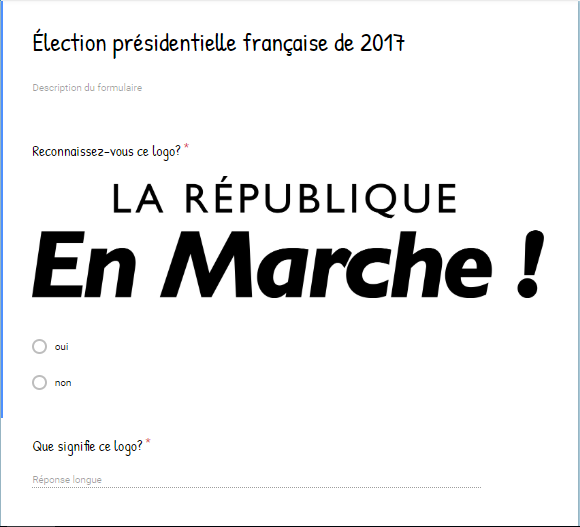 Élection présidentielle française de 2017
Description du formulaire
Reconnaissez-vous ce logo? *
LA RÉPUBLIQUE
En Marche !
oui
non
Que signifie ce logo? *
Réponse longue